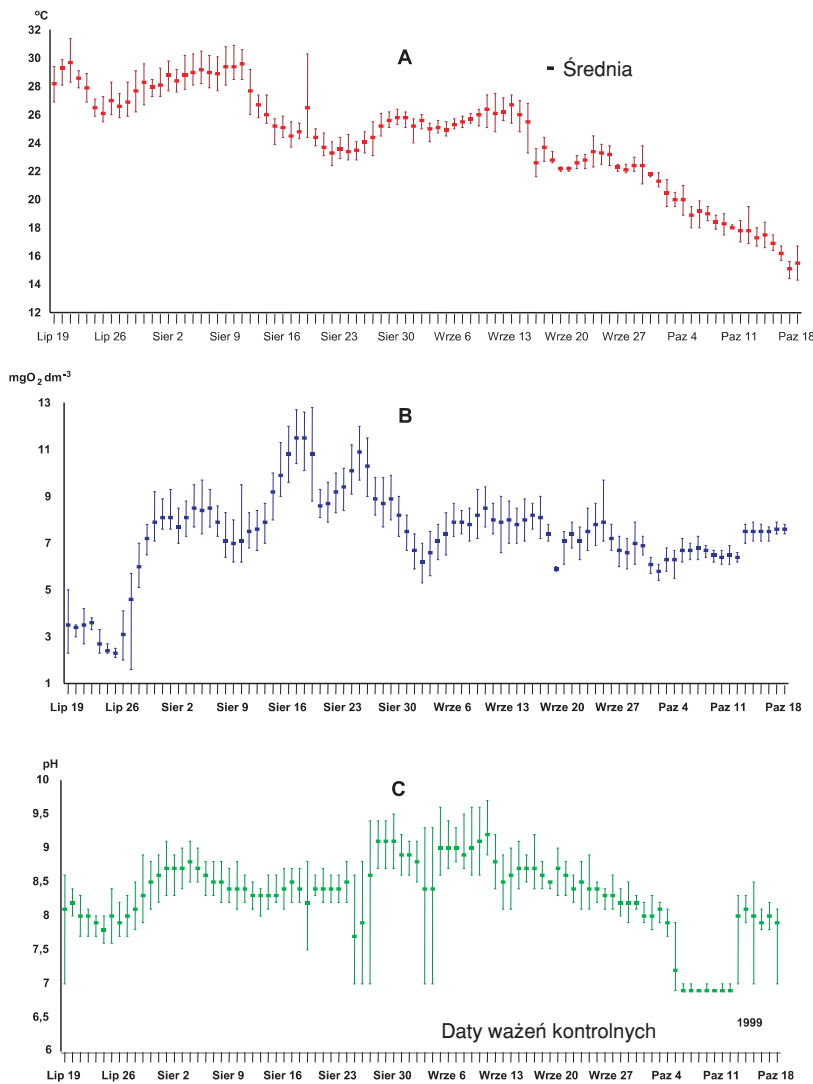 °C
A
- Średnia
32
30
28
26
24
22
20
18
16
14
12
Lip 19 Lip 26 Sier 2 Sier 9 Sier 16 Sier 23 Sier 30 Wrze 6 Wrze 13 Wrze 20 Wrze 27 Paz 4 Paz 11 Paz 18
mgO₂ dm⁻³
B
13
11
9
7
5
3
1
Lip 19 Lip 26 Sier 2 Sier 9 Sier 16 Sier 23 Sier 30 Wrze 6 Wrze 13 Wrze 20 Wrze 27 Paz 4 Paz 11 Paz 18
pH
C
10
9,5
9
8,5
8
7,5
7
6,5
6
Daty ważeń kontrolnych
1999
Lip 19 Lip 26 Sier 2 Sier 9 Sier 16 Sier 23 Sier 30 Wrze 6 Wrze 13 Wrze 20 Wrze 27 Paz 4 Paz 11 Paz 18